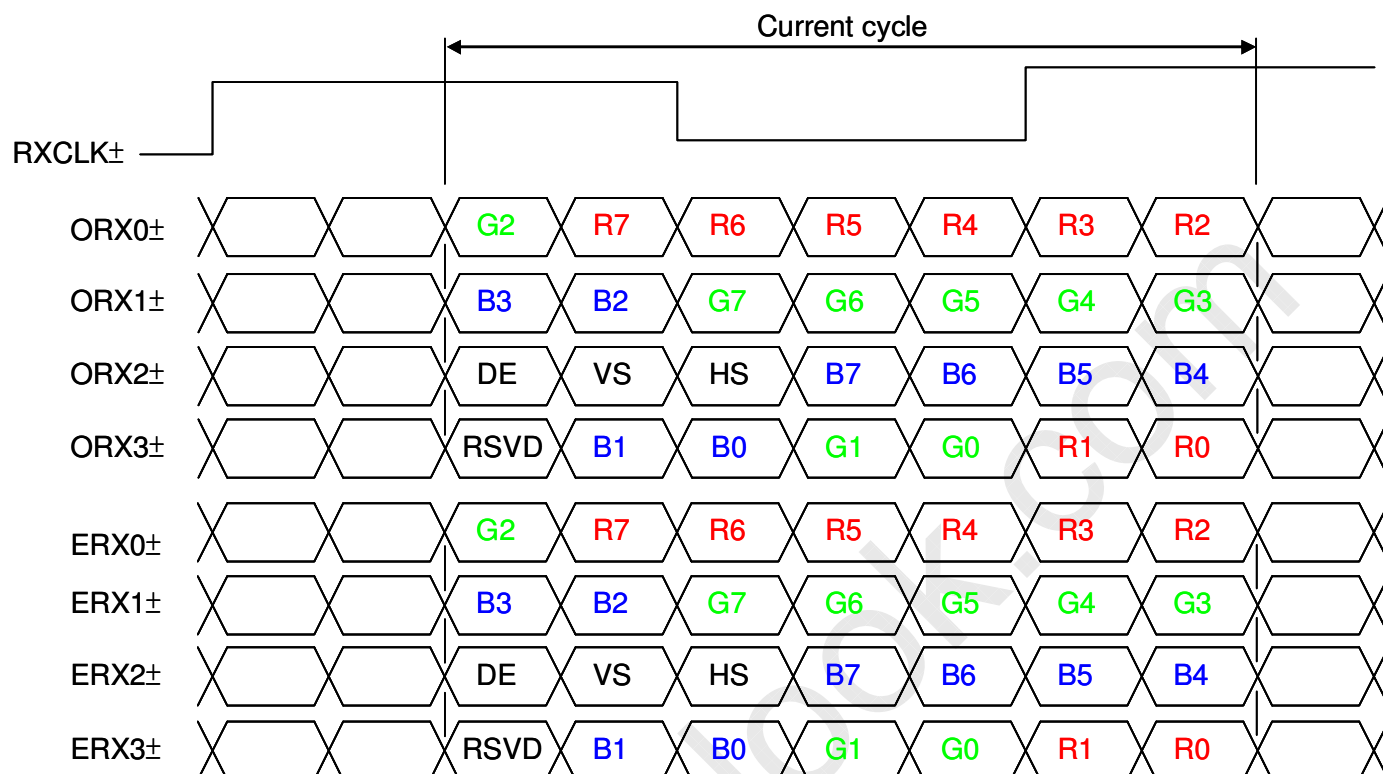 Current cycle
RXCLK±
ORX0± G2 R7 R6 R5 R4 R3 R2
ORX1± B3 B2 G7 G6 G5 G4 G3
ORX2± DE VS HS B7 B6 B5 B4
ORX3± RSVD B1 B0 G1 G0 R1 R0
ERX0± G2 R7 R6 R5 R4 R3 R2
ERX1± B3 B2 G7 G6 G5 G4 G3
ERX2± DE VS HS B7 B6 B5 B4
ERX3± RSVD B1 B0 G1 G0 R1 R0
look.com